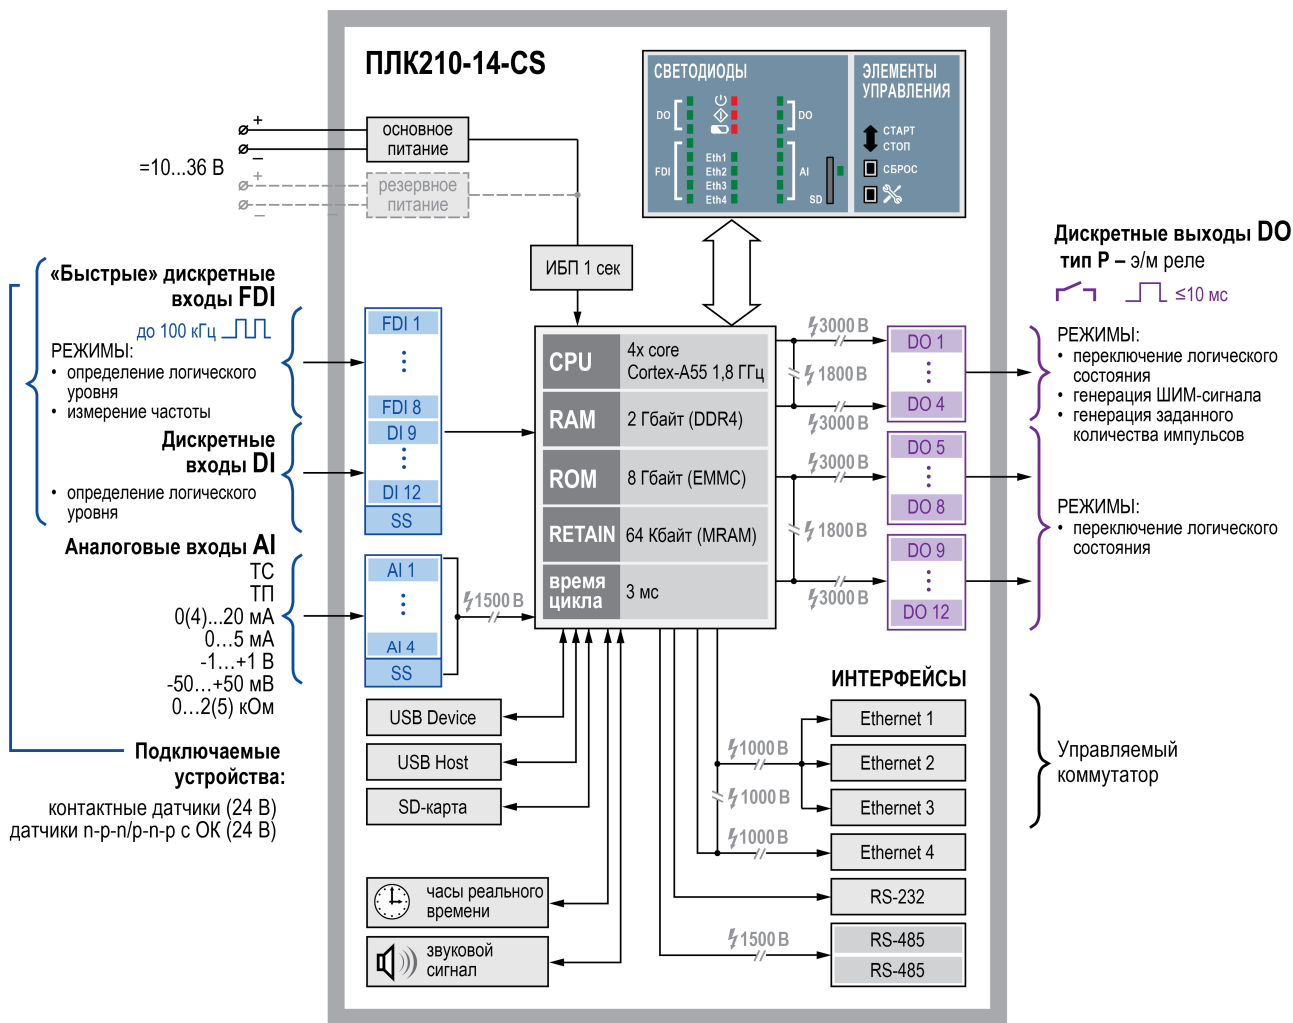 ПЛК210-14-CS
СВЕТОДИОДЫ
DO
DO
FDI
Eth1
Eth2
Eth3
Eth4
AI
SD
ЭЛЕМЕНТЫ
УПРАВЛЕНИЯ
СТАРТ
СТОП
СБРОС
+
–
=10...36 В
+
–
основное
питание
резервное
питание
ИБП 1 сек
«Быстрые» дискретные
входы FDI
до 100 кГц
РЕЖИМЫ:
• определение логического
уровня
• измерение частоты
Дискретные
входы DI
• определение логического
уровня
Аналоговые входы AI
ТС
ТП
0(4)...20 мА
0...5 мА
-1...+1 В
-50...+50 мВ
0...2(5) кОм
Подключаемые
устройства:
контактные датчики (24 В)
датчики n-p-n/p-n-p с ОК (24 В)
FDI 1
FDI 8
DI 9
DI 12
SS
AI 1
AI 4
SS
1500 В
CPU
4x core
Cortex-A55 1,8 ГГц
RAM
2 Гбайт (DDR4)
ROM
8 Гбайт (EMMC)
RETAIN
64 Кбайт (MRAM)
время
цикла
3 мс
3000 В
1800 В
3000 В
3000 В
1800 В
3000 В
DO 1
DO 4
DO 5
DO 8
DO 9
DO 12
Дискретные выходы DO
тип Р – э/м реле
≤10 мс
РЕЖИМЫ:
• переключение логического
состояния
• генерация ШИМ-сигнала
• генерация заданного
количества импульсов
РЕЖИМЫ:
• переключение логического
состояния
USB Device
USB Host
SD-карта
часы реального
времени
звуковой
сигнал
ИНТЕРФЕЙСЫ
1000 В
1000 В
1000 В
1500 В
Ethernet 1
Ethernet 2
Ethernet 3
Ethernet 4
RS-232
RS-485
RS-485
Управляемый
коммутатор